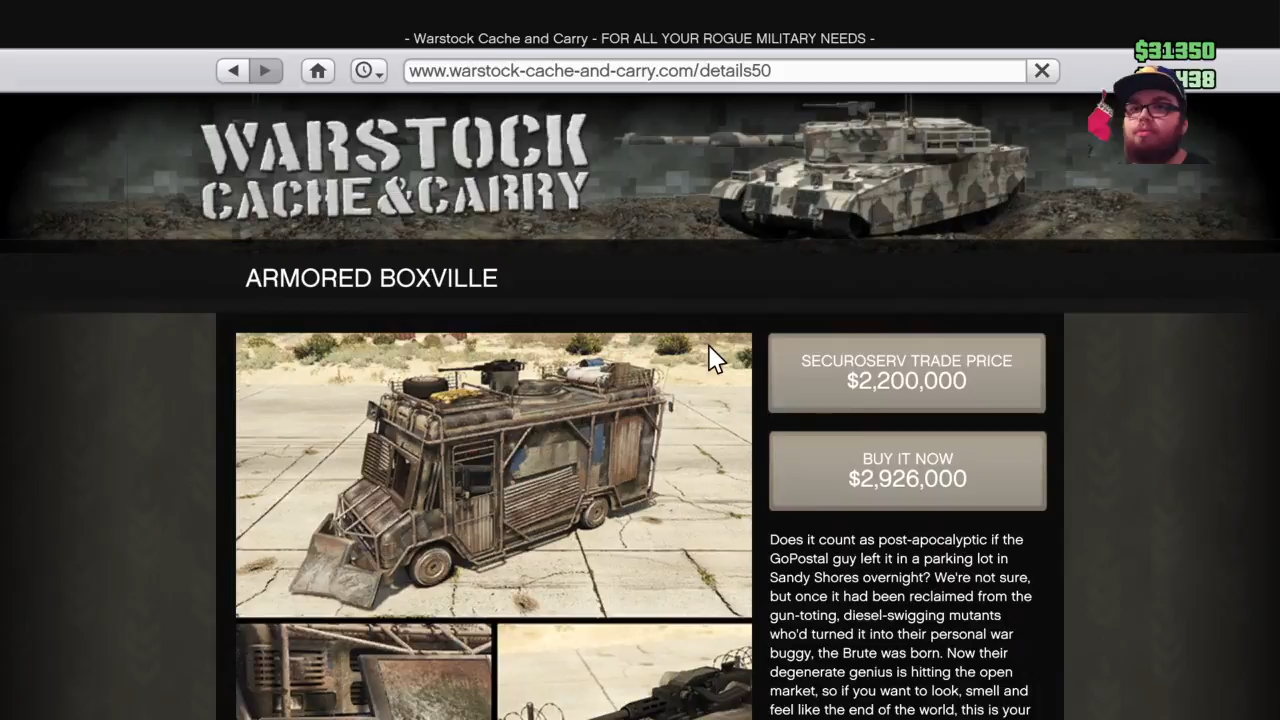 - Warstock Cache and Carry - FOR ALL YOUR ROGUE MILITARY NEEDS -
$31350
438
www.warstock-cache-and-carry.com/details50
WARSTOCK
CACHE&CARRY
ARMORED BOXVILLE
SECUROSERV TRADE PRICE
$2,200,000
BUY IT NOW
$2,926,000
Does it count as post-apocalyptic if the
GoPostal guy left it in a parking lot in
Sandy Shores overnight? We're not sure,
but once it had been reclaimed from the
gun-toting, diesel-swigging mutants
who'd turned it into their personal war
buggy, the Brute was born. Now their
degenerate genius is hitting the open
market, so if you want to look, smell and
feel like the end of the world, this is your